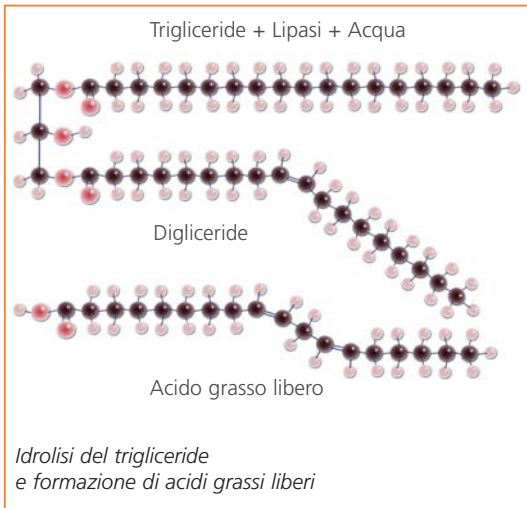 Trigliceride + Lipasi + Acqua
Digliceride
Acido grasso libero
Idrolisi del trigliceride
e formazione di acidi grassi liberi